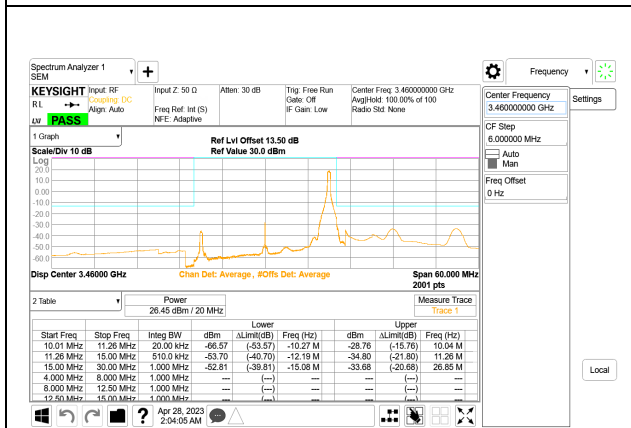 Spectrum Analyzer 1
SEM
Frequency
KEYSIGHT Input: RF Input Z: 50 Ω Atten: 30 dB Trig: Free Run Center Freq: 3.460000000 GHz
RL Coupling: DC Gate: Off Avg|Hold: 100.00% of 100
Align: Auto Freq Ref: Int (S) IF Gain: Low Radio Std: None
PASS NFE: Adaptive
Center Frequency
3.460000000 GHz
Settings
CF Step
6.000000 MHz
Auto
Man
Freq Offset
0 Hz
Local
1 Graph
Ref Lvl Offset 13.50 dB
Scale/Div 10 dB Ref Value 30.0 dBm
Log
20.0
10.0
0.00
-10.0
-20.0
-30.0
-40.0
-50.0
-60.0
Disp Center 3.46000 GHz Chan Det: Average, #Offs Det: Average Span 60.000 MHz
2001 pts
2 Table Power Measure Trace
26.45 dBm / 20 MHz Trace 1
Lower Upper
Start Freq Stop Freq Integ BW dBm ΔLimit(dB) Freq (Hz) dBm ΔLimit(dB) Freq (Hz)
10.01 MHz 11.26 MHz 20.00 kHz -66.57 (-53.57) -10.27 M -28.76 (-15.76) 10.04 M
11.26 MHz 15.00 MHz 510.0 kHz -53.70 (-40.70) -12.19 M -34.80 (-21.80) 11.26 M
15.00 MHz 30.00 MHz 1.000 MHz -52.81 (-39.81) -15.08 M -33.68 (-20.68) 26.85 M
4.000 MHz 8.000 MHz 1.000 MHz --- (---) --- --- (---) ---
8.000 MHz 12.50 MHz 1.000 MHz --- (---) --- --- (---) ---
12.50 MHz 15.00 MHz 1.000 MHz --- (---) --- --- (---) ---
Apr 28, 2023
2:04:05 AM